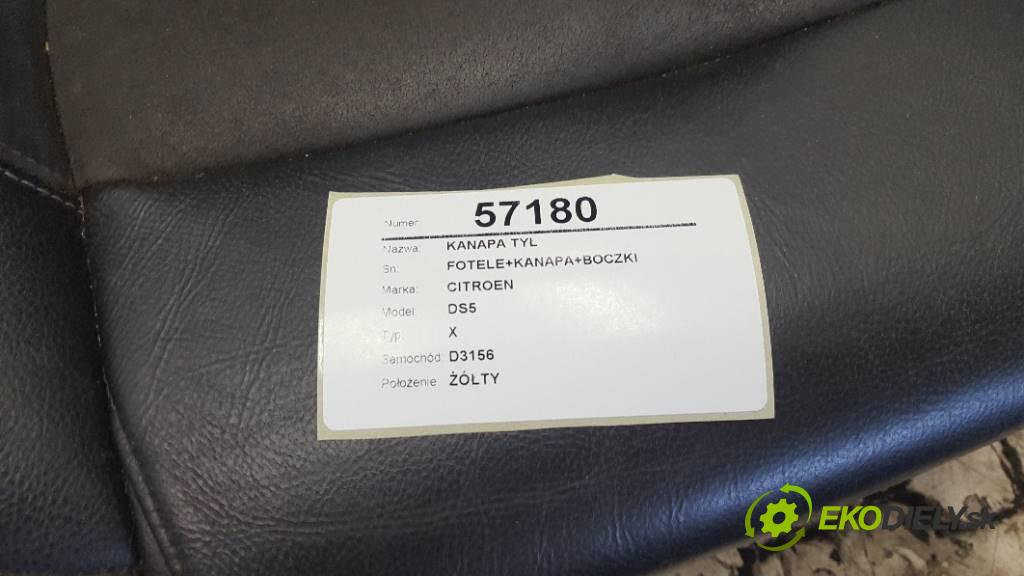 Numer: 57180
Nazwa: KANAPA TYL
Sn: FOTELE+KANAPA+BOCZKI
Marka: CITROEN
Model: DS5
Typ: X
Samochód: D3156
Położenie: ŻÓŁTY
EKODIELY.sk